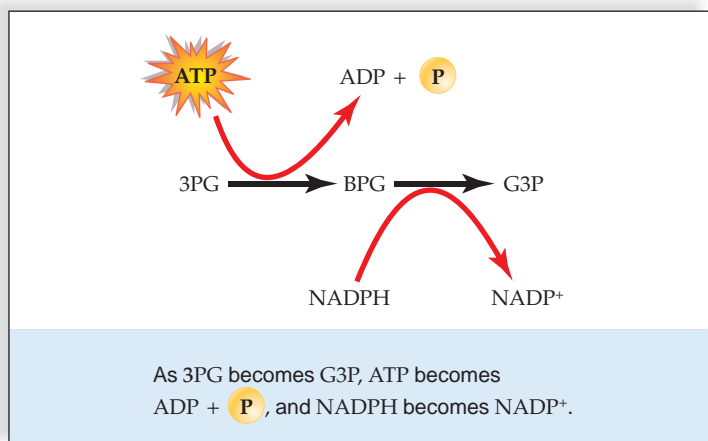 ATP
ADP + P
3PG BPG G3P
NADPH NADP⁺
As 3PG becomes G3P, ATP becomes
ADP + P , and NADPH becomes NADP⁺.